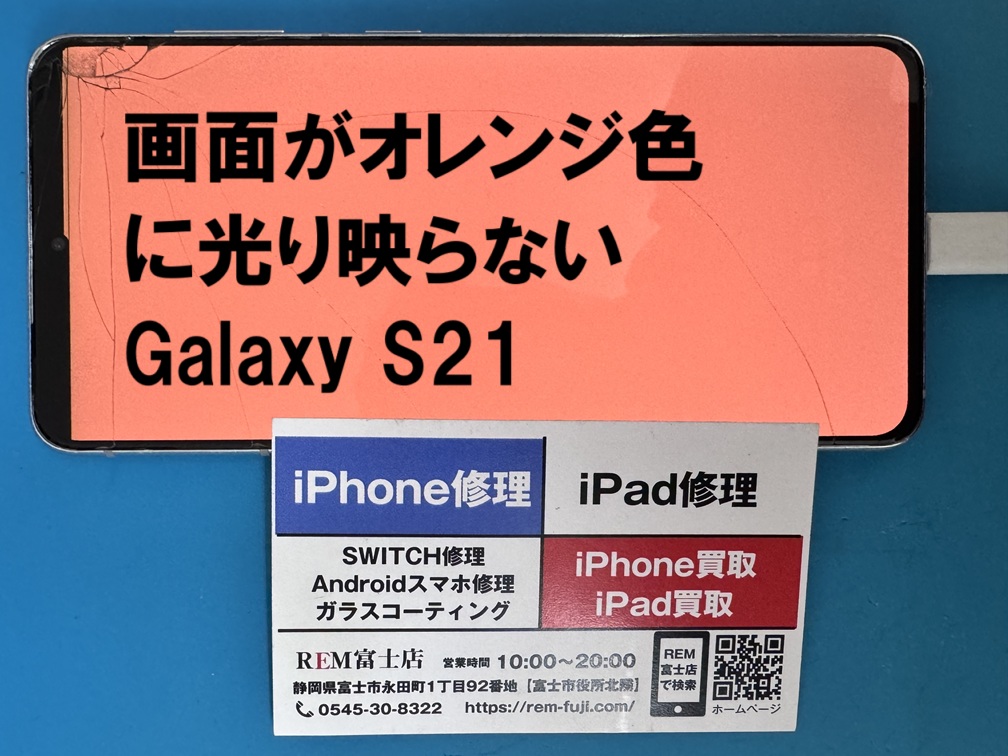 画面がオレンジ色
に光り映らない
Galaxy S21
iPhone修理
iPad修理
SWITCH修理
Androidスマホ修理
ガラスコーティング
iPhone買取
iPad買取
REM富士店 営業時間 10:00～20:00
静岡県富士市永田町1丁目92番地 [富士市役所北隣]
0545-30-8322 https://rem-fuji.com/
REM
富士店
で検索
ホームページ